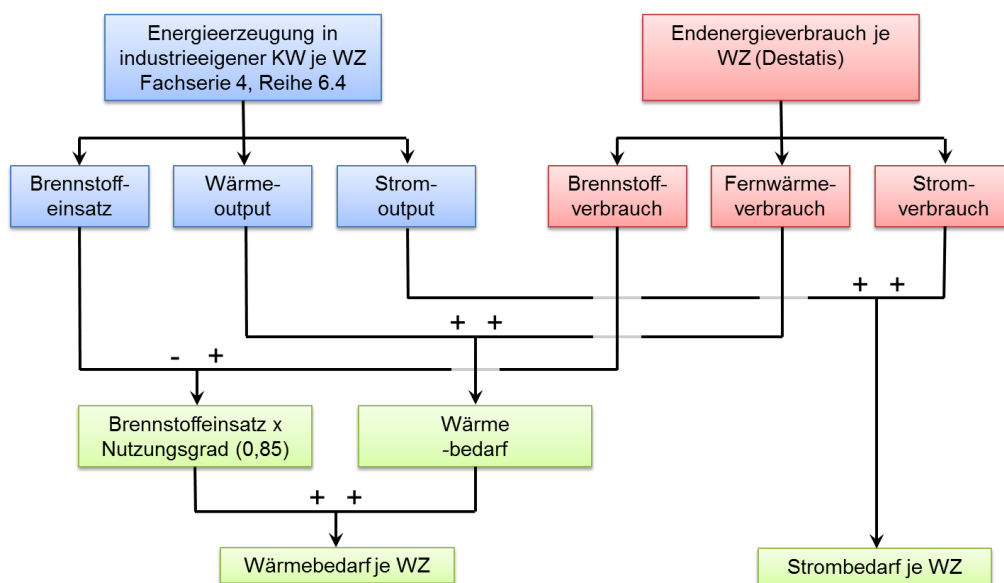 Energieerzeugung in
industrieeigener KW je WZ
Fachserie 4, Reihe 6.4
Endenergieverbrauch je
WZ (Destatis)
Brennstoff-
einsatz
Wärme-
output
Strom-
output
Brennstoff-
verbrauch
Fernwärme-
verbrauch
Strom-
verbrauch
+ +
+ +
- +
Brennstoffeinsatz x
Nutzungsgrad (0,85)
Wärme
-bedarf
+ +
Wärmebedarf je WZ
Strombedarf je WZ